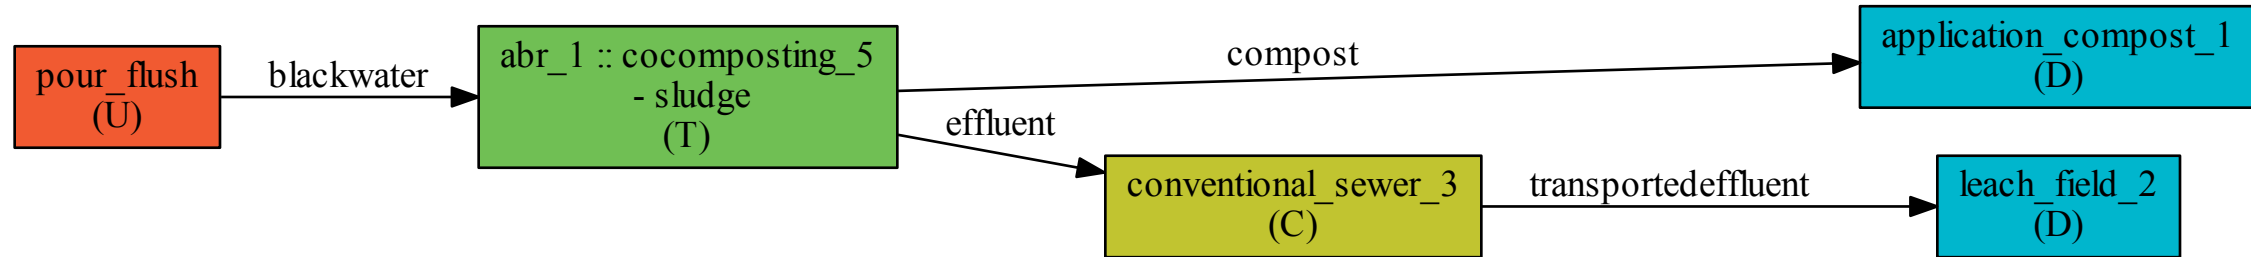 pour_flush
(U)
blackwater
abr_1 :: cocomposting_5
- sludge
(T)
compost
effluent
application_compost_1
(D)
conventional_sewer_3
(C)
transportedeffluent
leach_field_2
(D)